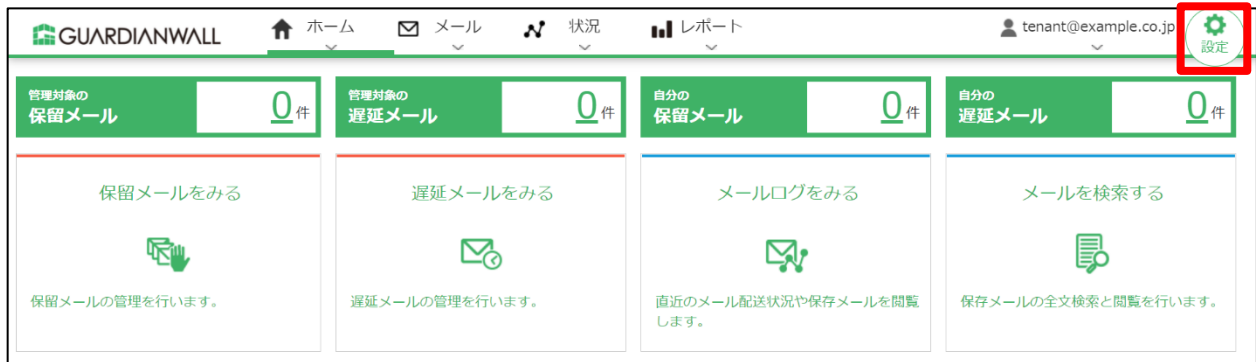 GUARDIANWALL
ホーム
メール
状況
レポート
tenant@example.co.jp
設定
管理対象の
保留メール
0件
管理対象の
遅延メール
0件
自分の
保留メール
0件
自分の
遅延メール
0件
保留メールをみる
遅延メールをみる
メールログをみる
メールを検索する
保留メールの管理を行います。
遅延メールの管理を行います。
直近のメール配送状況や保存メールを閲覧
します。
保存メールの全文検索と閲覧を行います。